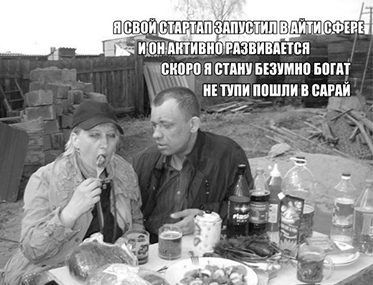 Я СВОЙ СТАРТАП ЗАПУСТИЛ В АЙТИ СФЕРЕ
И ОН АКТИВНО РАЗВИВАЕТСЯ
СКОРО Я СТАНУ БЕЗУМНО БОГАТ
НЕ ТУПИ ПОШЛИ В САРАЙ